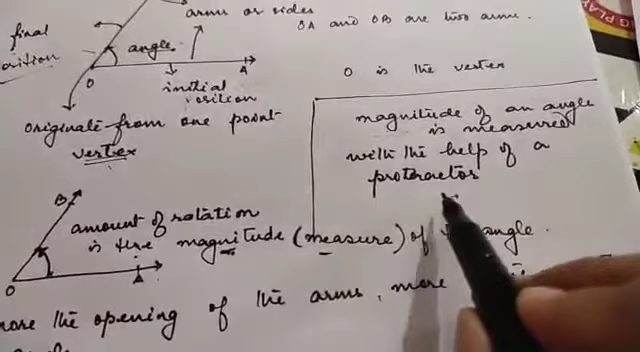 arms or sides
OA and OB are two arms.
final
position
angle
O
A
initial
position
O is the vertex
originate from one point
vertex
magnitude of an angle
is measured
with the help of a
protractor
B
amount of rotation
is the magnitude (measure) of angle.
O
A
more the opening of the arms, more